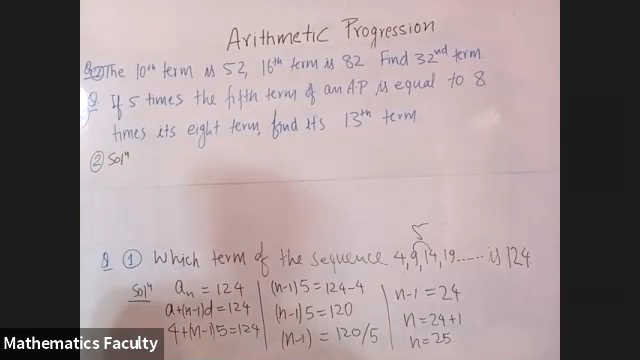 Arithmetic Progression
Q② The 10th term is 52, 16th term is 82 Find 32nd term.
Q If 5 times the fifth term of an A.P is equal to 8
times its eight term, find it's 13th term
② Solⁿ
5
Q ① Which term of the sequence 4,9,14,19...... is 124
Solⁿ aₙ = 124
a+(n-1)d=124
4+(n-1)5=124
(n-1)5=124-4
(n-1)5=120
(n-1) = 120/5
n-1 = 24
n = 24+1
n = 25.
Mathematics Faculty